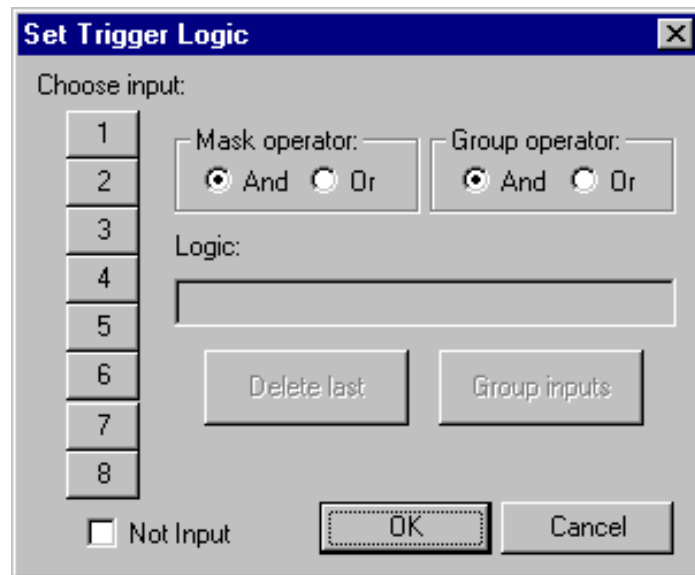 Set Trigger Logic
Choose input:
1
2
3
4
5
6
7
8
Mask operator:
And Or
Group operator:
And Or
Logic:
Delete last
Group inputs
Not Input
OK
Cancel